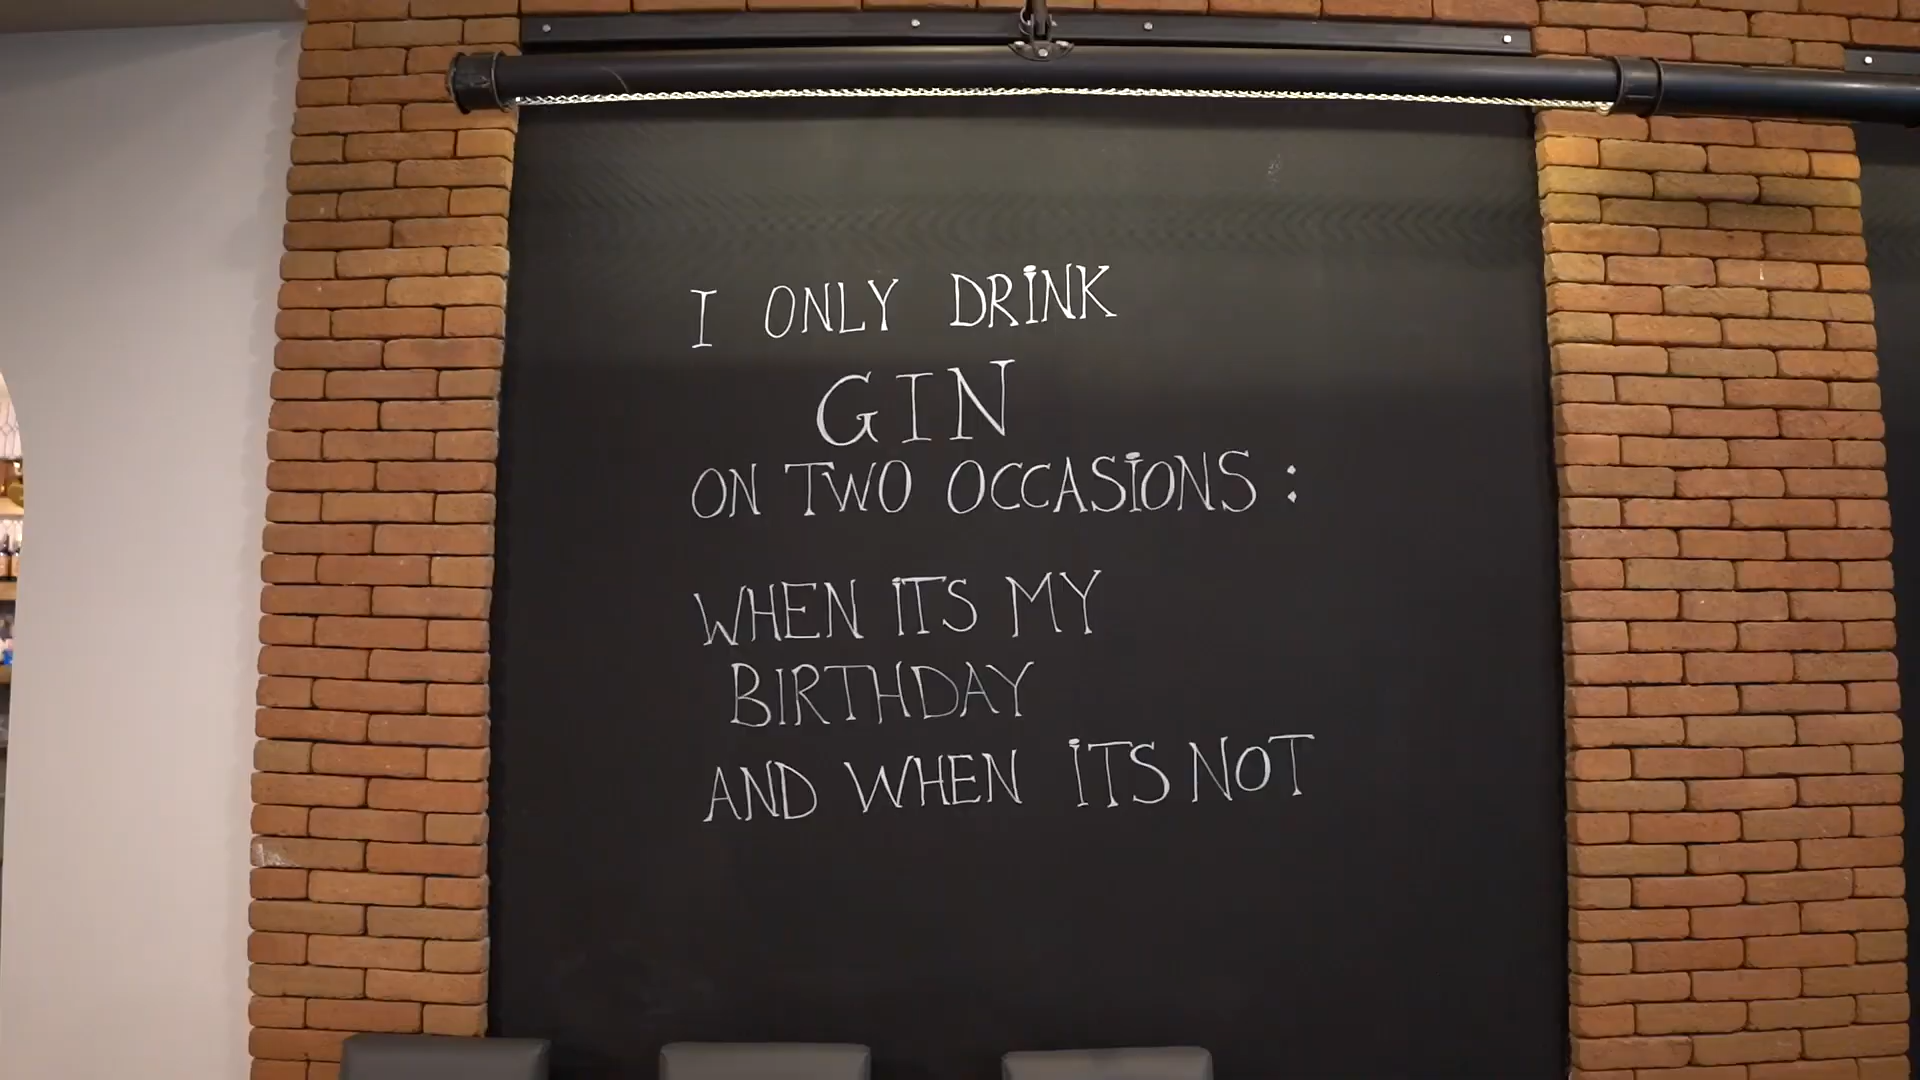 I ONLY DRINK
GIN
ON TWO OCCASIONS :
WHEN ITS MY
BIRTHDAY
AND WHEN ITS NOT